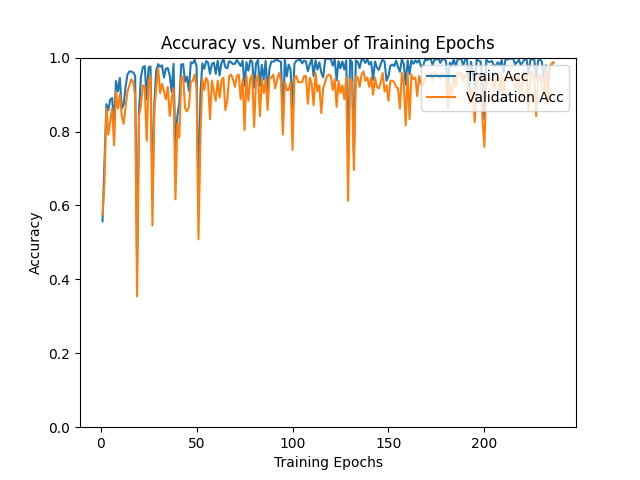 Accuracy vs. Number of Training Epochs
Train Acc
Validation Acc
1.0
0.8
0.6
0.4
0.2
0.0
Accuracy
0
50
100
150
200
Training Epochs